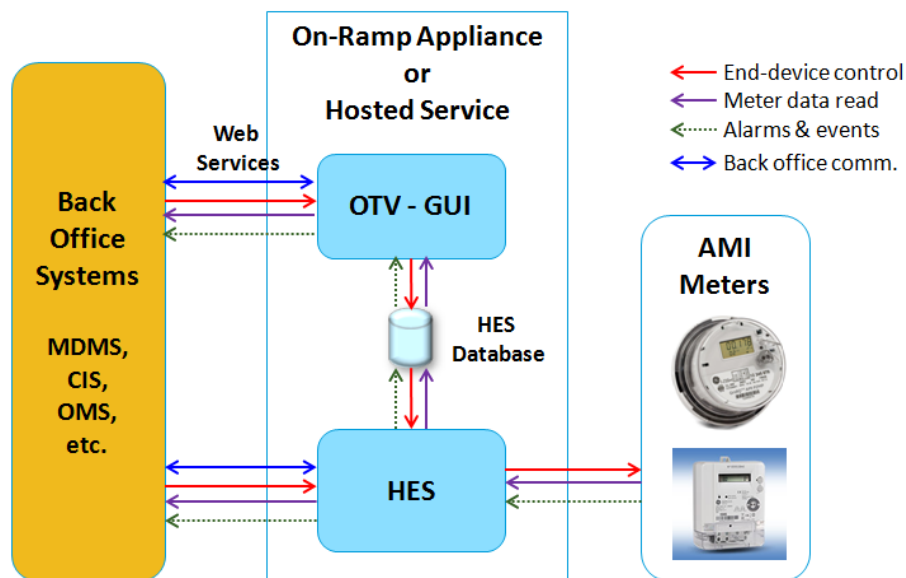 On-Ramp Appliance
or
Hosted Service
End-device control
Meter data read
Alarms & events
Back office comm.
Web
Services
Back
Office
Systems
MDMS,
CIS,
OMS,
etc.
OTV - GUI
HES
Database
HES
AMI
Meters